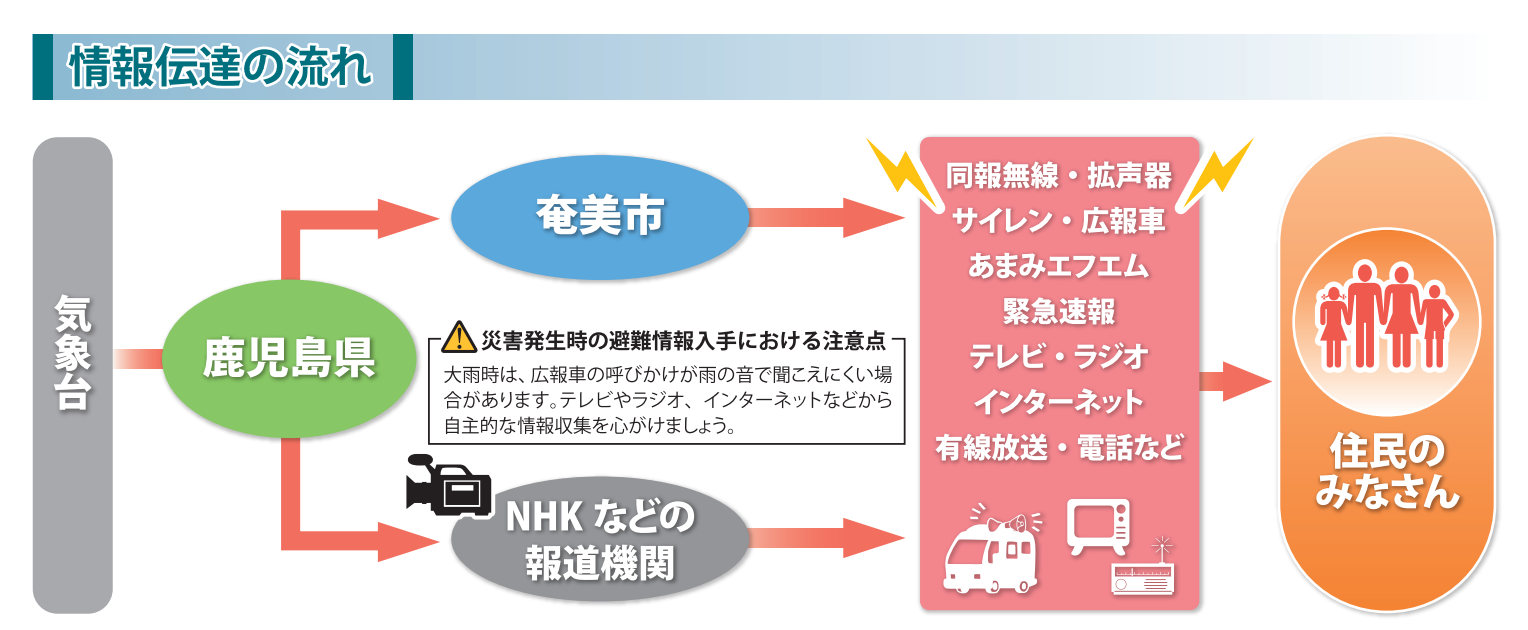 情報伝達の流れ
気象台
鹿児島県
奄美市
災害発生時の避難情報入手における注意点
大雨時は、広報車の呼びかけが雨の音で聞こえにくい場
合があります。テレビやラジオ、インターネットなどから
自主的な情報収集を心がけましょう。
NHK などの
報道機関
同報無線・拡声器
サイレン・広報車
あまみエフエム
緊急速報
テレビ・ラジオ
インターネット
有線放送・電話など
住民の
みなさん